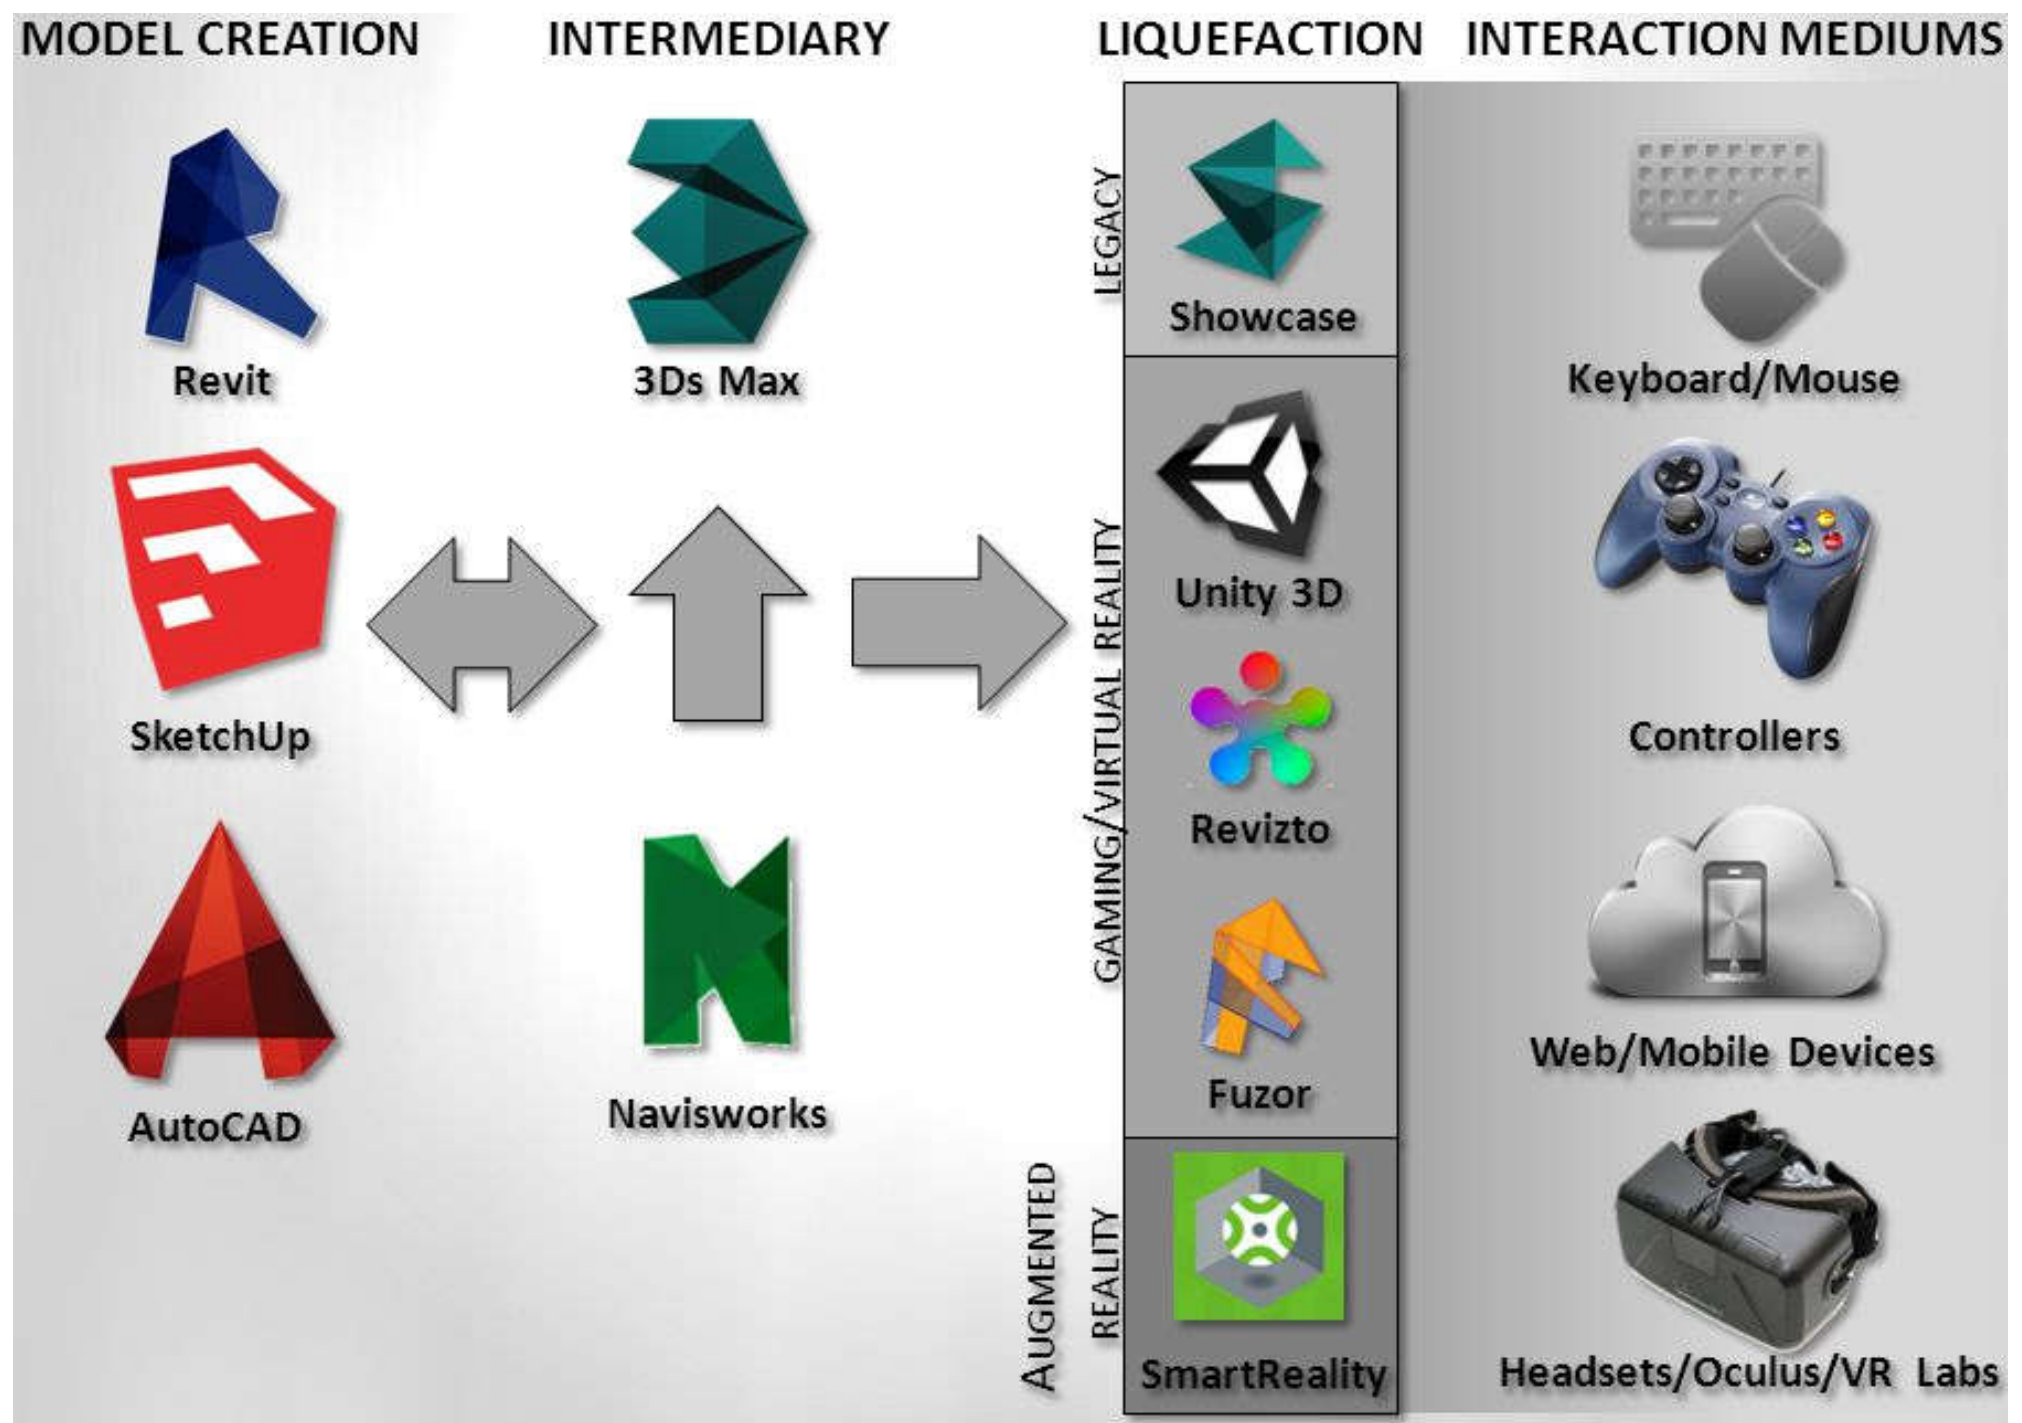 MODEL CREATION
INTERMEDIARY
LIQUEFACTION
INTERACTION MEDIUMS
Revit
SketchUp
AutoCAD
3Ds Max
Navisworks
LEGACY
Showcase
GAMING/VIRTUAL REALITY
Unity 3D
Revizto
Fuzor
AUGMENTED
REALITY
SmartReality
Keyboard/Mouse
Controllers
Web/Mobile Devices
Headsets/Oculus/VR Labs